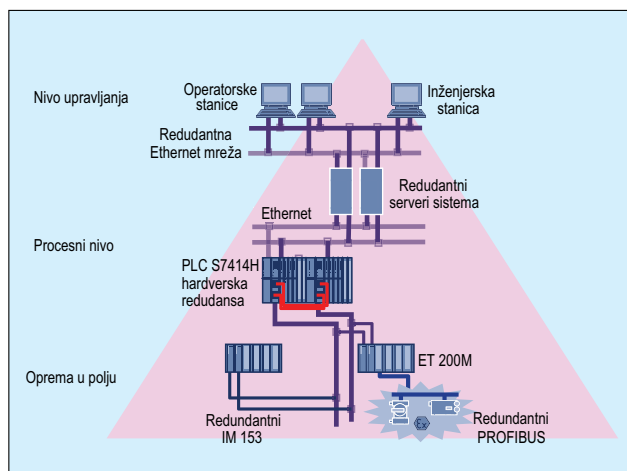 Nivo upravljanja
Operatorske
stanice
Inženjerska
stanica
Redudantna
Ethernet mreža
Redudantni
serveri sistema
Ethernet
Procesni nivo
PLC S7414H
hardverska
redudansa
Oprema u polju
ET 200M
Redundantni
IM 153
Ex
Redundantni
PROFIBUS